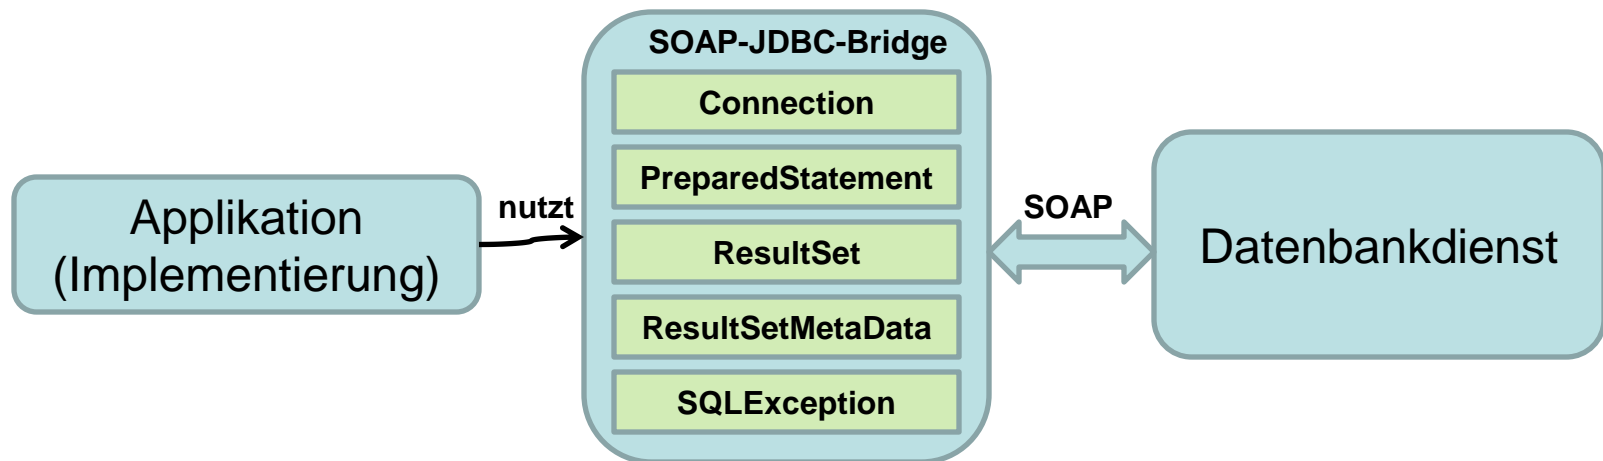 Applikation
(Implementierung)
nutzt
SOAP-JDBC-Bridge
Connection
PreparedStatement
ResultSet
ResultSetMetaData
SQLException
SOAP
Datenbankdienst